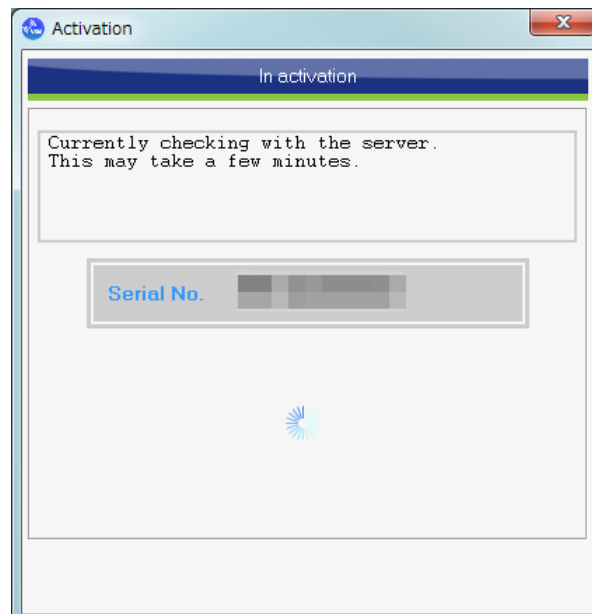 Activation
In activation
Currently checking with the server.
This may take a few minutes.
Serial No.